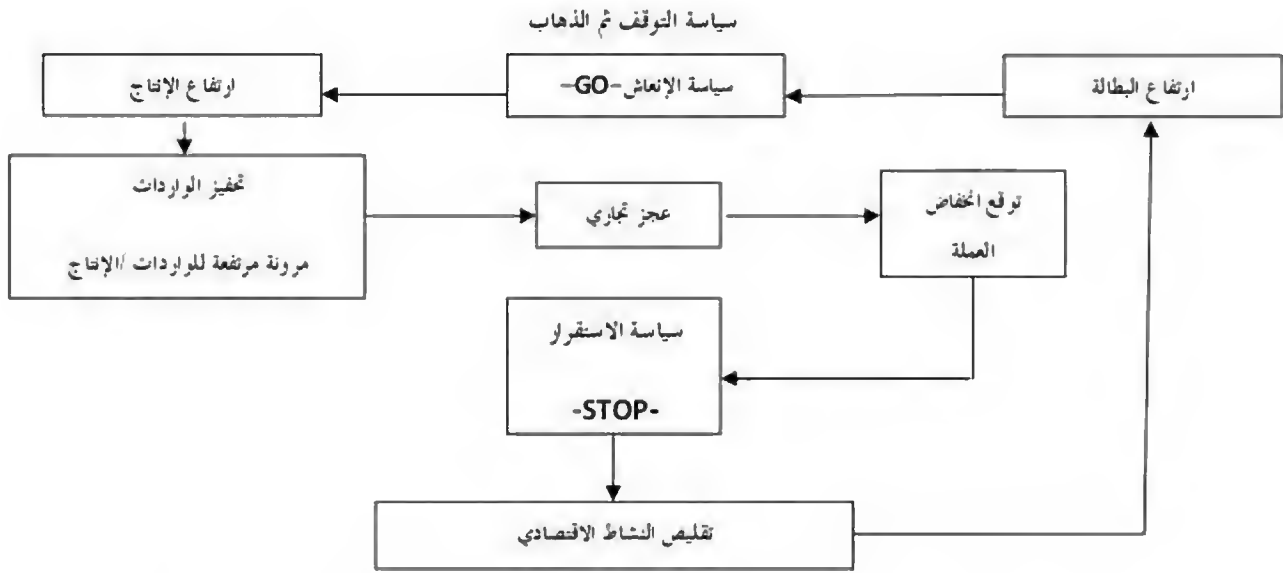 سياسة التوقف ثم الذهاب
ارتفاع البطالة
سياسة الإنعاش-GO-
ارتفاع الإنتاج
تحفيز الواردات
مرونة مرتفعة للواردات /الإنتاج
عجز تجاري
توقع انخفاض
العملة
سياسة الاستقرار
-STOP-
تقليص النشاط الاقتصادي